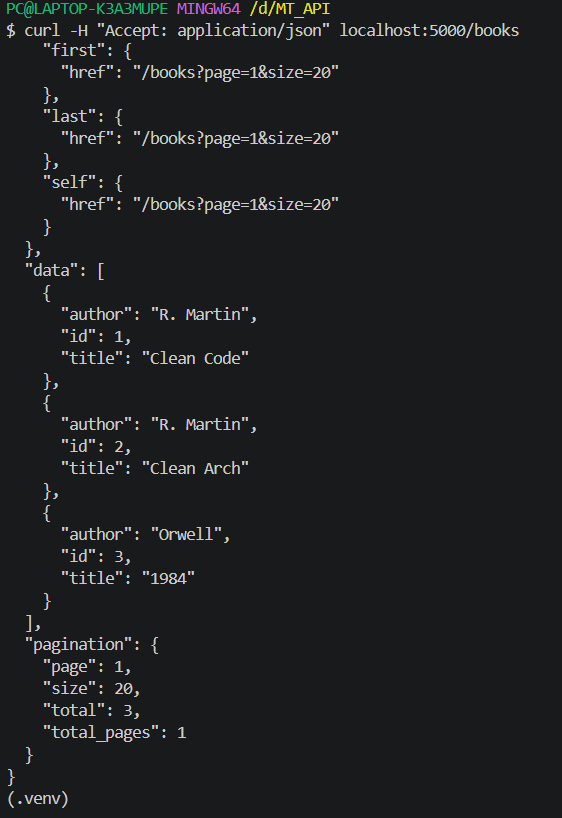 PC@LAPTOP-K3A3MUPE MINGW64 /d/MT_API
$ curl -H "Accept: application/json" localhost:5000/books
    "first": {
      "href": "/books?page=1&size=20"
    },
    "last": {
      "href": "/books?page=1&size=20"
    },
    "self": {
      "href": "/books?page=1&size=20"
    }
  },
  "data": [
    {
      "author": "R. Martin",
      "id": 1,
      "title": "Clean Code"
    },
    {
      "author": "R. Martin",
      "id": 2,
      "title": "Clean Arch"
    },
    {
      "author": "Orwell",
      "id": 3,
      "title": "1984"
    }
  ],
  "pagination": {
    "page": 1,
    "size": 20,
    "total": 3,
    "total_pages": 1
  }
}
(.venv)